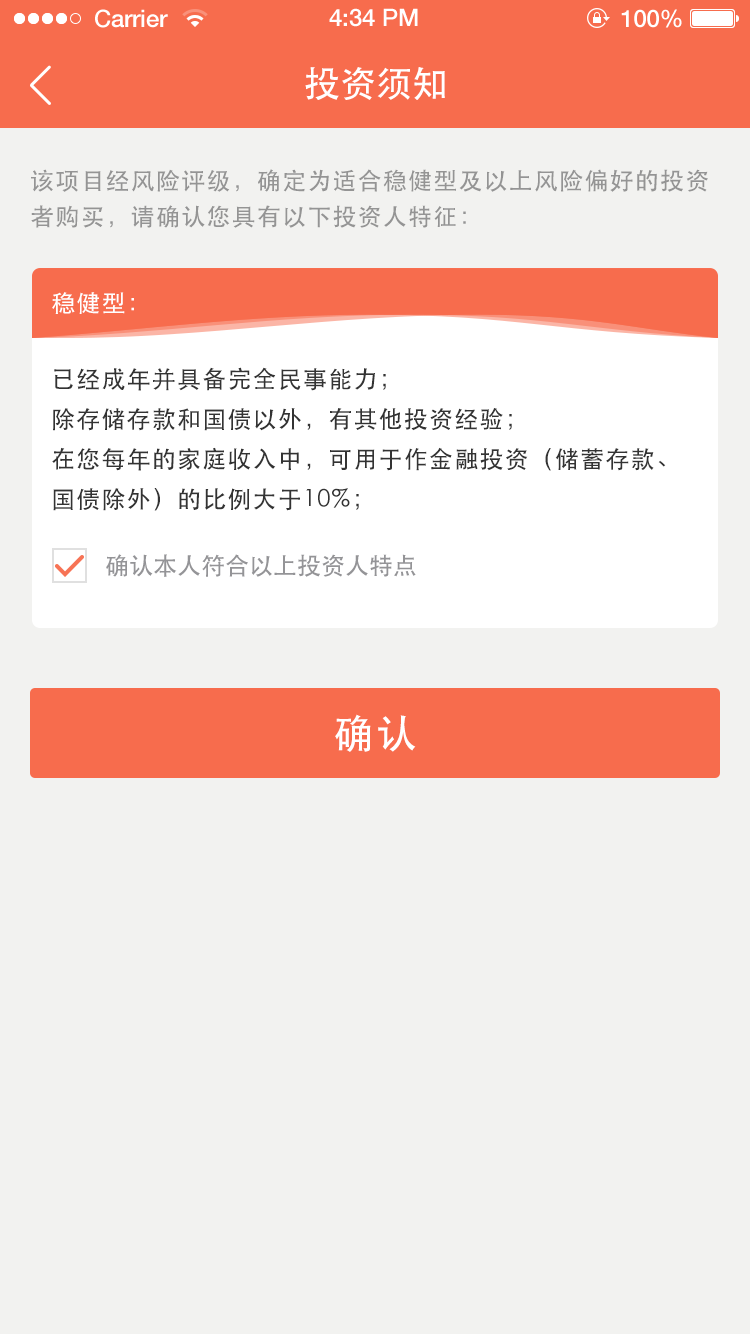 Carrier 4:34 PM 100%
投资须知
该项目经风险评级，确定为适合稳健型及以上风险偏好的投资
者购买，请确认您具有以下投资人特征：
稳健型：
已经成年并具备完全民事能力；
除存储存款和国债以外，有其他投资经验；
在您每年的家庭收入中，可用于作金融投资（储蓄存款、
国债除外）的比例大于10%；
确认本人符合以上投资人特点
确认